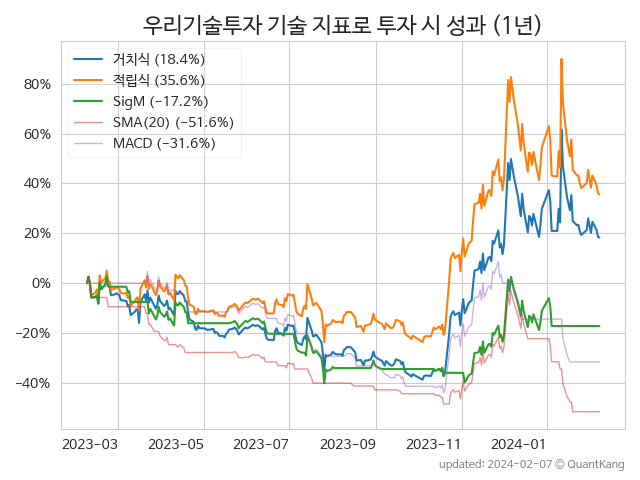 우리기술투자 기술 지표로 투자 시 성과 (1년)
거치식 (18.4%)
적립식 (35.6%)
SigM (−17.2%)
SMA(20) (−51.6%)
MACD (−31.6%)
80%
60%
40%
20%
0%
−20%
−40%
2023−03 2023−05 2023−07 2023−09 2023−11 2024−01
updated: 2024−02−07 © QuantKang